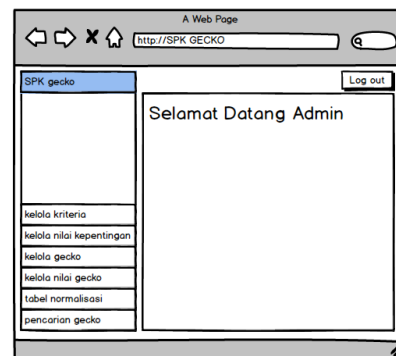 A Web Page
http://SPK GECKO
SPK gecko
Log out
Selamat Datang Admin
kelola kriteria
kelola nilai kepentingan
kelola gecko
kelola nilai gecko
tabel normalisasi
pencarian gecko